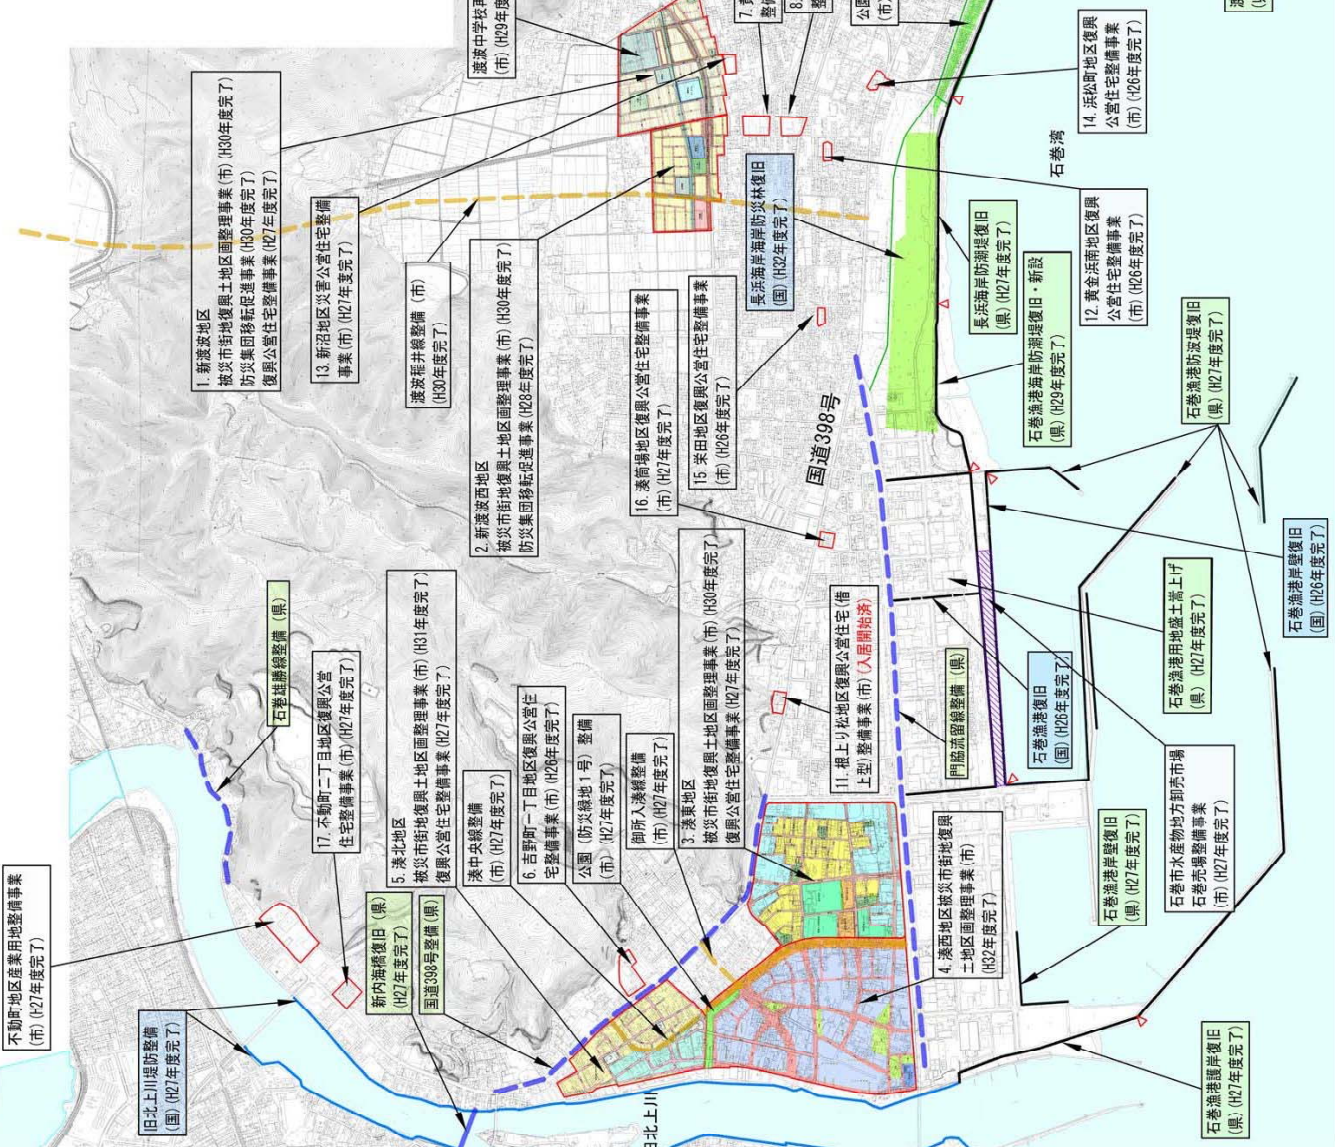 1. 新渡波地区
被災市街地復興土地区画整理事業(市)(H30年度完了)
防災集団移転促進事業(H30年度完了)
復興公営住宅整備事業(H27年度完了)
13. 新沼地区災害公営住宅整備
事業(市)(H27年度完了)
渡波稲井線整備(市)
(H30年度完了)
2. 新渡波西地区
被災市街地復興土地区画整理事業(市)(H30年度完了)
防災集団移転促進事業(H28年度完了)
渡波中学校再
(市)(H29年度
7.
整備
8.
整
公園
(市)
14. 浜松町地区復興
公営住宅整備事業
(市)(H26年度完了)
石巻湾
長浜海岸海岸防災林復旧
(国)(H32年度完了)
長浜海岸防潮堤復旧
(県)(H27年度完了)
12. 黄金浜南地区復興
公営住宅整備事業
(市)(H26年度完了)
石巻漁港海岸防潮堤復旧・新設
(県)(H29年度完了)
16. 湊筒場地区復興公営住宅整備事業
(市)(H27年度完了)
15 栄田地区復興公営住宅整備事業
(市)(H26年度完了)
国道398号
石巻漁港防波堤復旧
(県)(H27年度完了)
石巻漁港岸壁復旧
(国)(H26年度完了)
石巻雄勝線整備(県)
17. 不動町二丁目地区復興公営
住宅整備事業(市)(H27年度完了)
5. 湊北地区
被災市街地復興土地区画整理事業(市)(H31年度完了)
復興公営住宅整備事業(H27年度完了)
湊中央線整備
(市)(H27年度完了)
6. 吉野町一丁目地区復興公営住
宅整備事業(市)(H26年度完了)
公園(防災緑地1号)整備
(市)(H27年度完了)
御所入湊線整備
(市)(H27年度完了)
3. 湊東地区
被災市街地復興土地区画整理事業(市)(H30年度完了)
復興公営住宅整備事業(H27年度完了)
11. 根上り松地区復興公営住宅(借
上型)整備事業(市)(入居開始済)
門脇流留線整備(県)
石巻漁港復旧
(国)(H26年度完了)
石巻漁港用地盛土嵩上げ
(県)(H27年度完了)
不動町地区産業用地整備事業
(市)(H27年度完了)
旧北上川堤防整備
(国)(H27年度完了)
新内海橋復旧(県)
(H27年度完了)
国道398号整備(県)
4. 湊西地区被災市街地復興
土地区画整理事業(市)
(H32年度完了)
石巻漁港岸壁復旧
(県)(H27年度完了)
石巻市水産物地方卸売市場
石巻売場整備事業
(市)(H27年度完了)
石巻漁港護岸復旧
(県)(H27年度完了)
旧北上川